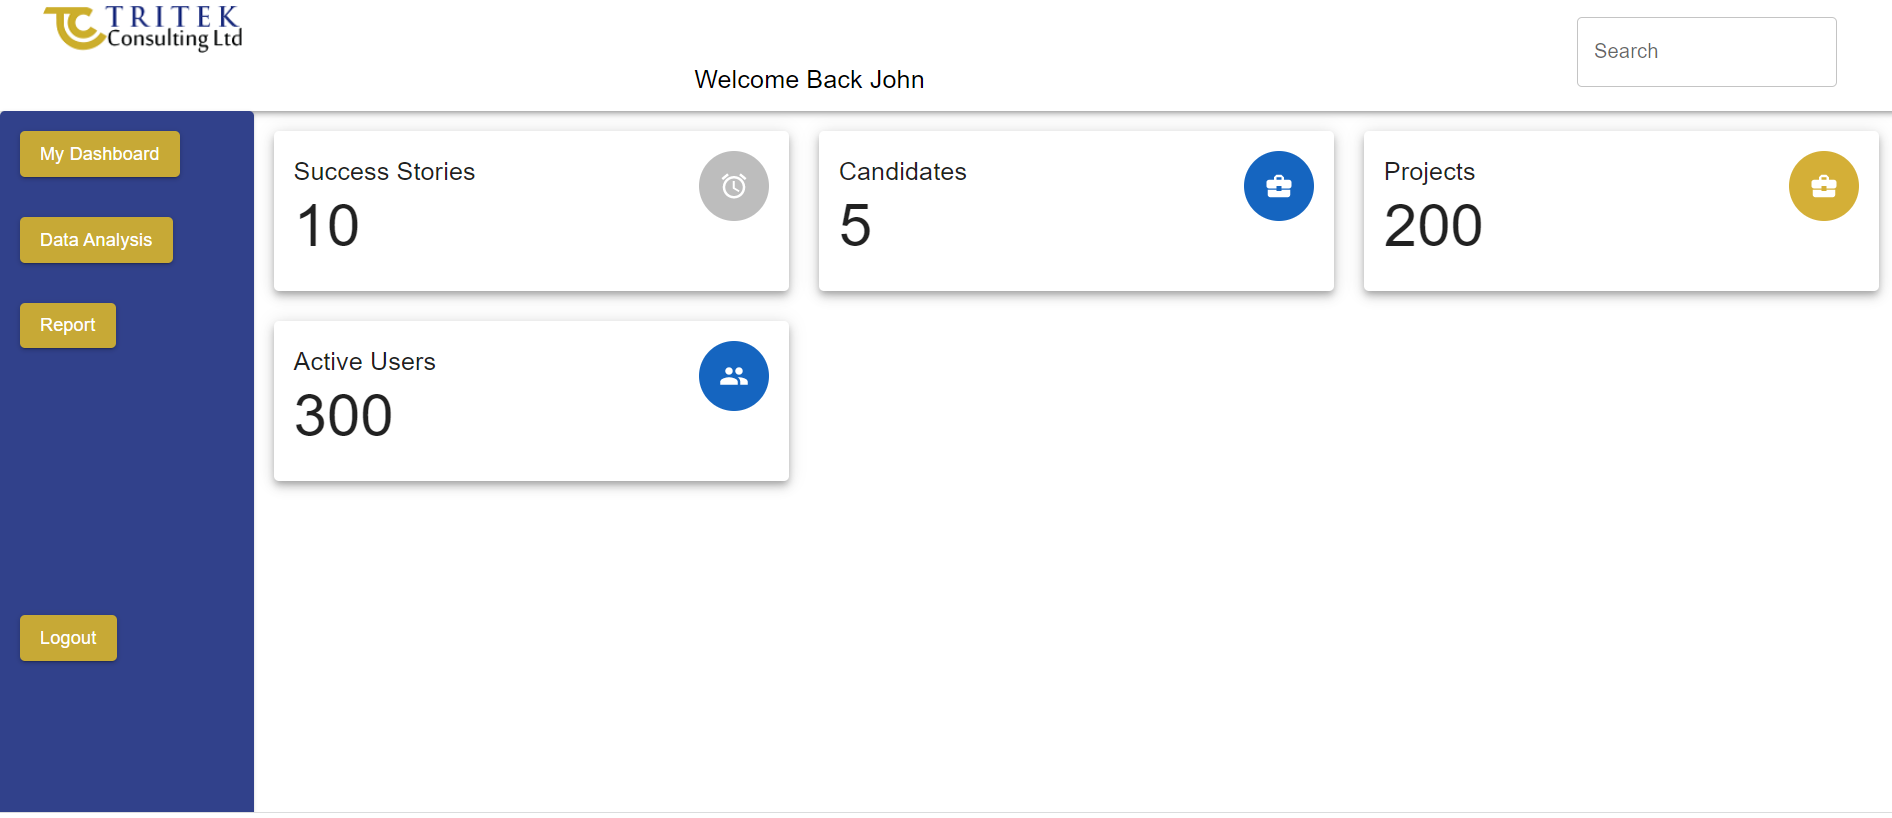 TRITEK
Consulting Ltd
Search
Welcome Back John
My Dashboard
Data Analysis
Report
Logout
Success Stories
10
Candidates
5
Projects
200
Active Users
300